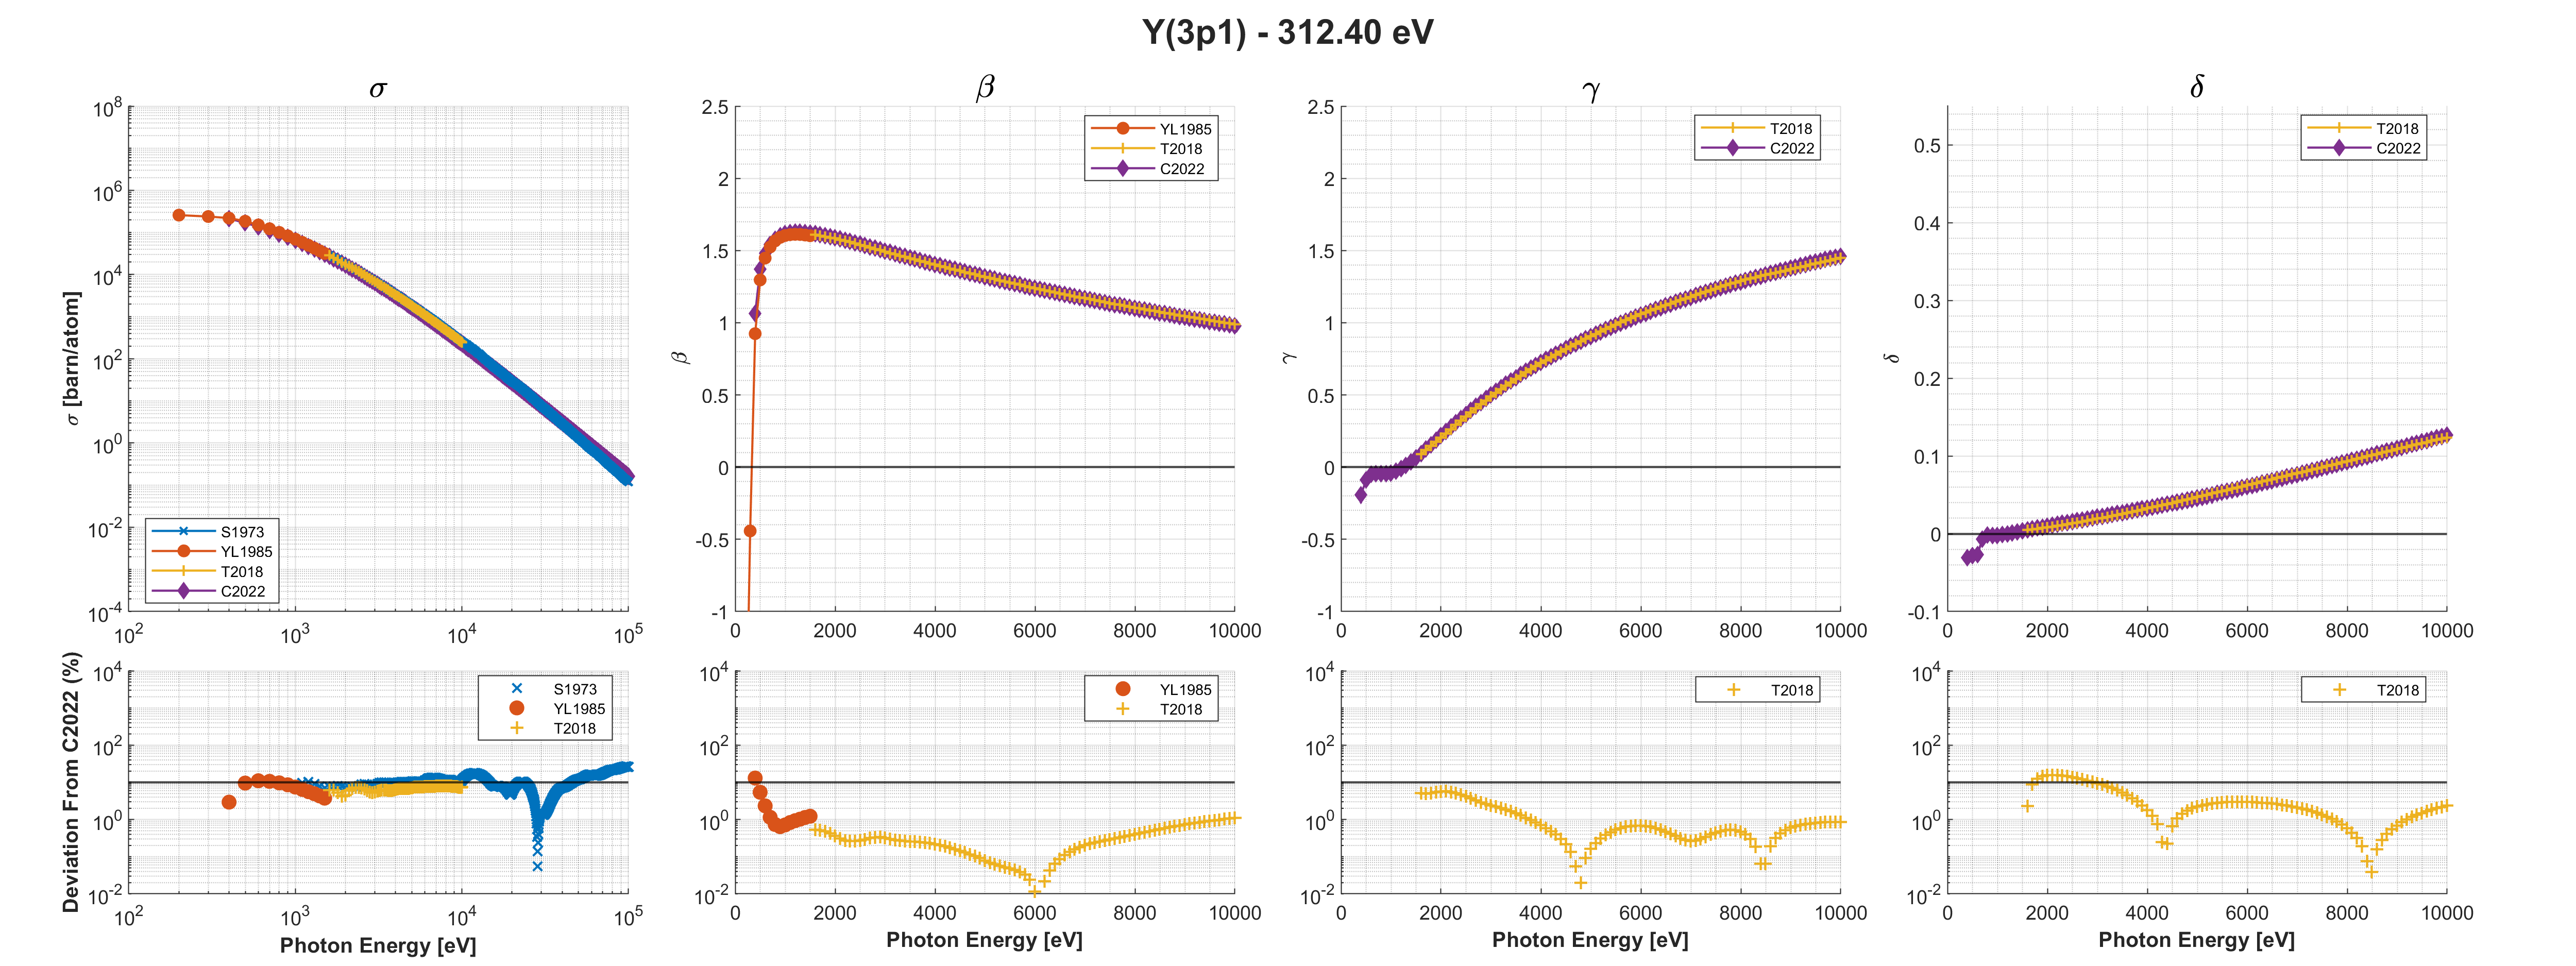 Y(3p1) - 312.40 eV
σ
σ [barn/atom]
10^8
10^6
10^4
10^2
10^0
10^-2
10^-4
10^2 10^3 10^4 10^5
S1973
YL1985
T2018
C2022
β
β
2.5
2
1.5
1
0.5
0
-0.5
-1
0 2000 4000 6000 8000 10000
YL1985
T2018
C2022
γ
γ
2.5
2
1.5
1
0.5
0
-0.5
-1
0 2000 4000 6000 8000 10000
T2018
C2022
δ
δ
0.5
0.4
0.3
0.2
0.1
0
-0.1
0 2000 4000 6000 8000 10000
T2018
C2022
Deviation From C2022 (%)
10^4
10^2
10^0
10^-2
10^2 10^3 10^4 10^5
Photon Energy [eV]
S1973
YL1985
T2018
10^4
10^2
10^0
10^-2
0 2000 4000 6000 8000 10000
Photon Energy [eV]
YL1985
T2018
10^4
10^2
10^0
10^-2
0 2000 4000 6000 8000 10000
Photon Energy [eV]
T2018
10^4
10^2
10^0
10^-2
0 2000 4000 6000 8000 10000
Photon Energy [eV]
T2018